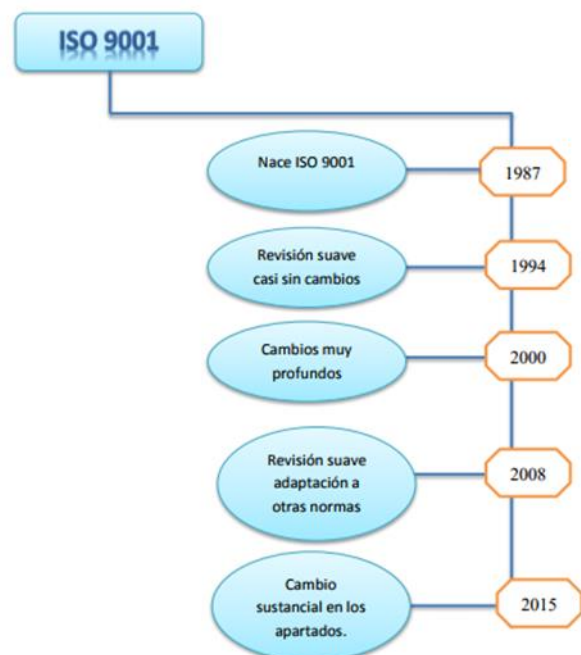 ISO 9001
Nace ISO 9001
1987
Revisión suave
casi sin cambios
1994
Cambios muy
profundos
2000
Revisión suave
adaptación a
otras normas
2008
Cambio
sustancial en los
apartados.
2015